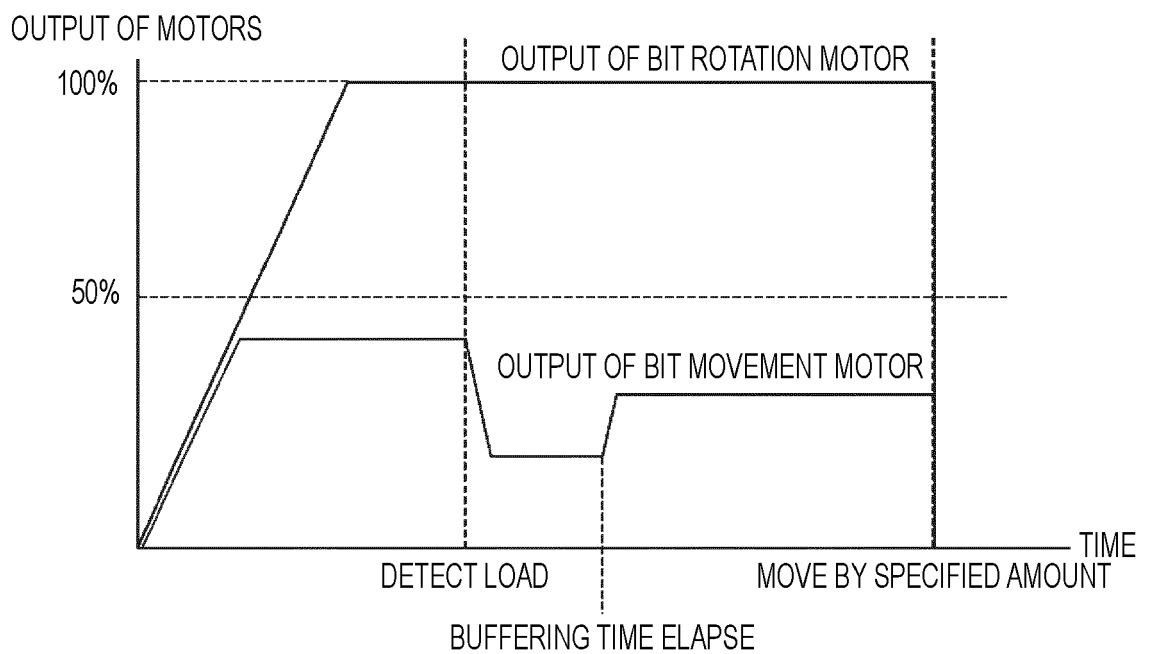 OUTPUT OF MOTORS
OUTPUT OF BIT ROTATION MOTOR
100%
50%
OUTPUT OF BIT MOVEMENT MOTOR
TIME
DETECT LOAD
MOVE BY SPECIFIED AMOUNT
BUFFERING TIME ELAPSE